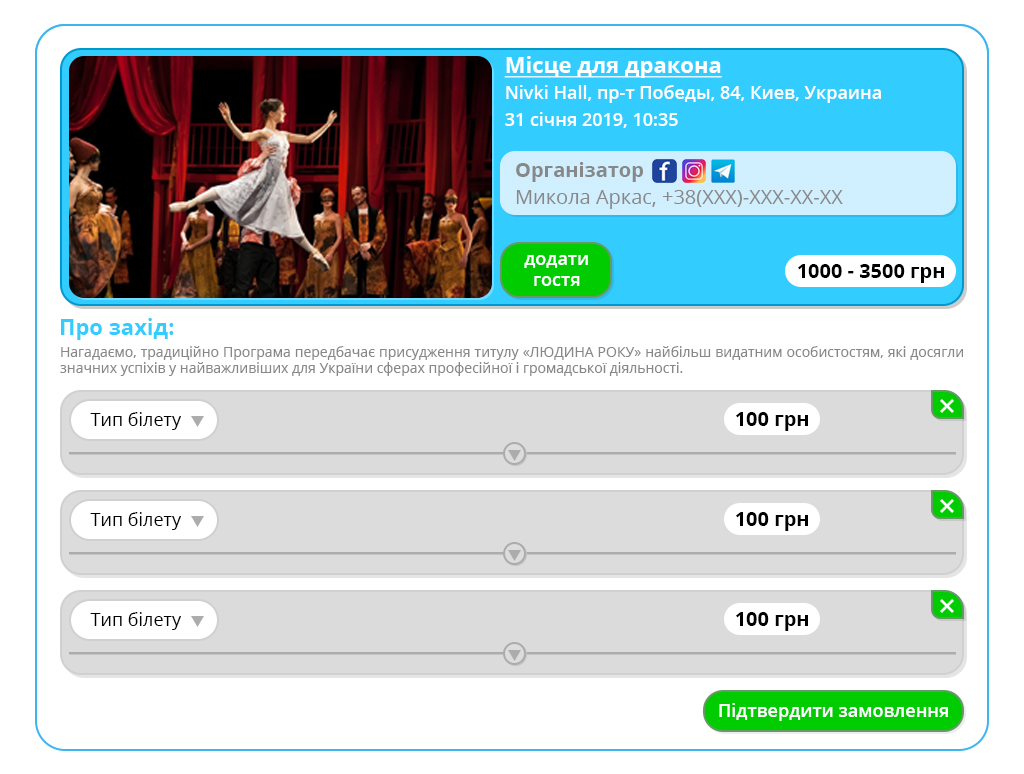 Місце для дракона
Nivki Hall, пр-т Победы, 84, Киев, Украина
31 січня 2019, 10:35
Організатор
Микола Аркас, +38(XXX)-XXX-XX-XX
додати
гостя
1000 - 3500 грн
Про захід:
Нагадаємо, традиційно Програма передбачає присудження титулу «ЛЮДИНА РОКУ» найбільш видатним особистостям, які досягли
значних успіхів у найважливіших для України сферах професійної і громадської діяльності.
Тип білету
100 грн
Тип білету
100 грн
Тип білету
100 грн
Підтвердити замовлення